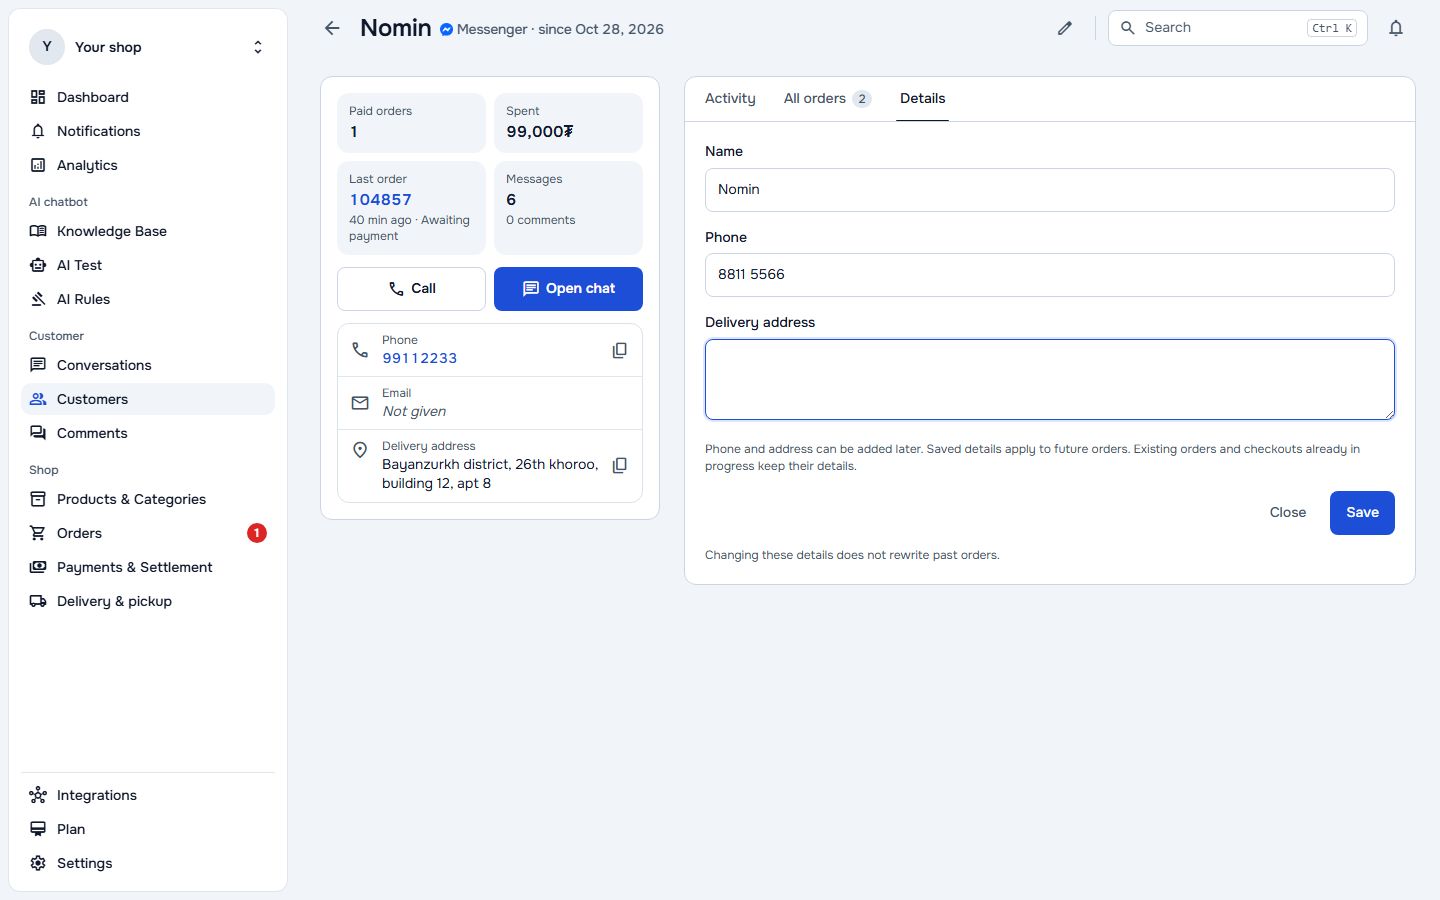 Y
Your shop
Dashboard
Notifications
Analytics
AI chatbot
Knowledge Base
AI Test
AI Rules
Customer
Conversations
Customers
Comments
Shop
Products & Categories
Orders
1
Payments & Settlement
Delivery & pickup
Integrations
Plan
Settings
Nomin
Messenger · since Oct 28, 2026
Search
Ctrl K
Paid orders
1
Spent
99,000₮
Last order
104857
40 min ago · Awaiting
payment
Messages
6
0 comments
Call
Open chat
Phone
99112233
Email
Not given
Delivery address
Bayanzurkh district, 26th khoroo,
building 12, apt 8
Activity
All orders 2
Details
Name
Nomin
Phone
8811 5566
Delivery address
Phone and address can be added later. Saved details apply to future orders. Existing orders and checkouts already in
progress keep their details.
Close
Save
Changing these details does not rewrite past orders.